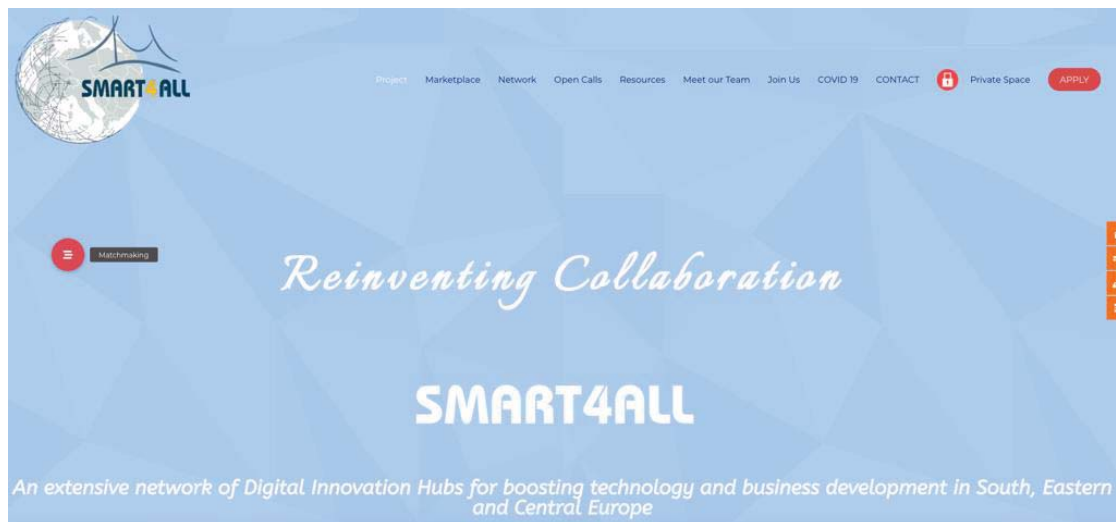 SMART4ALL
Project Marketplace Network Open Calls Resources Meet our Team Join Us COVID 19 CONTACT Private Space APPLY
Matchmaking
Reinventing Collaboration
SMART4ALL
An extensive network of Digital Innovation Hubs for boosting technology and business development in South, Eastern
and Central Europe